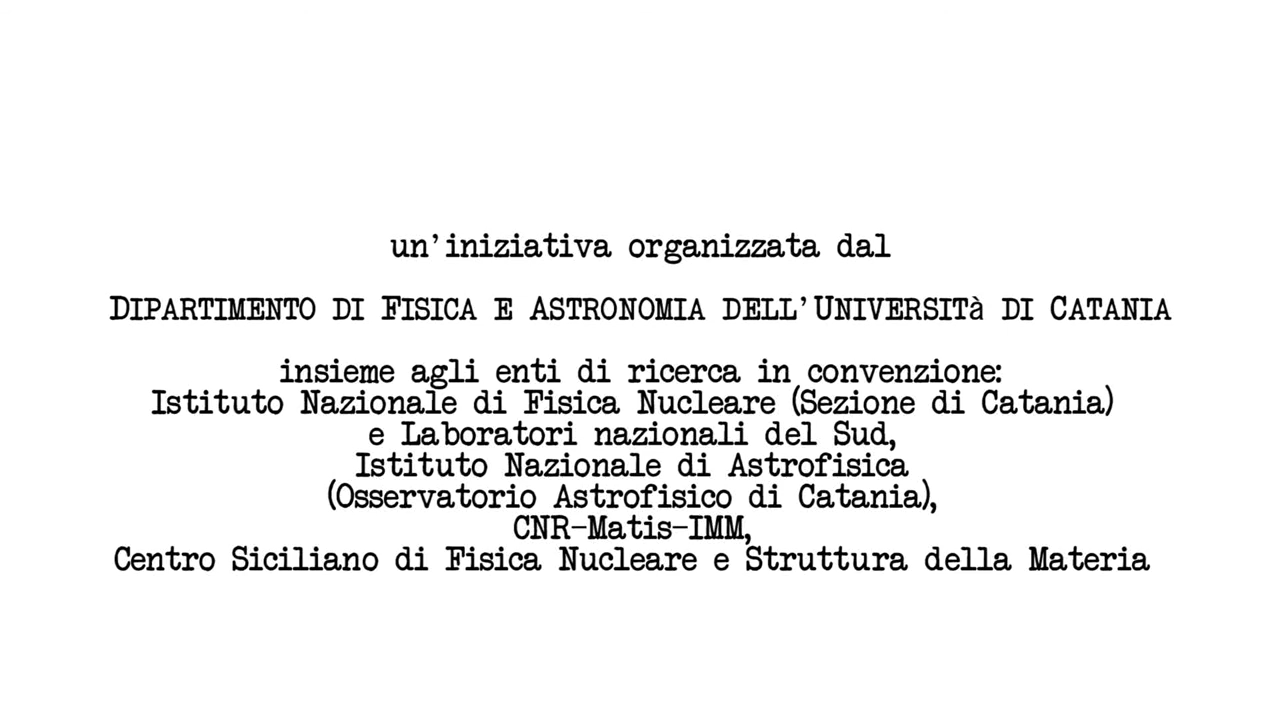 un'iniziativa organizzata dal
DIPARTIMENTO DI FISICA E ASTRONOMIA DELL'UNIVERSITà DI CATANIA
insieme agli enti di ricerca in convenzione:
Istituto Nazionale di Fisica Nucleare (Sezione di Catania)
e Laboratori nazionali del Sud,
Istituto Nazionale di Astrofisica
(Osservatorio Astrofisico di Catania),
CNR-Matis-IMM,
Centro Siciliano di Fisica Nucleare e Struttura della Materia